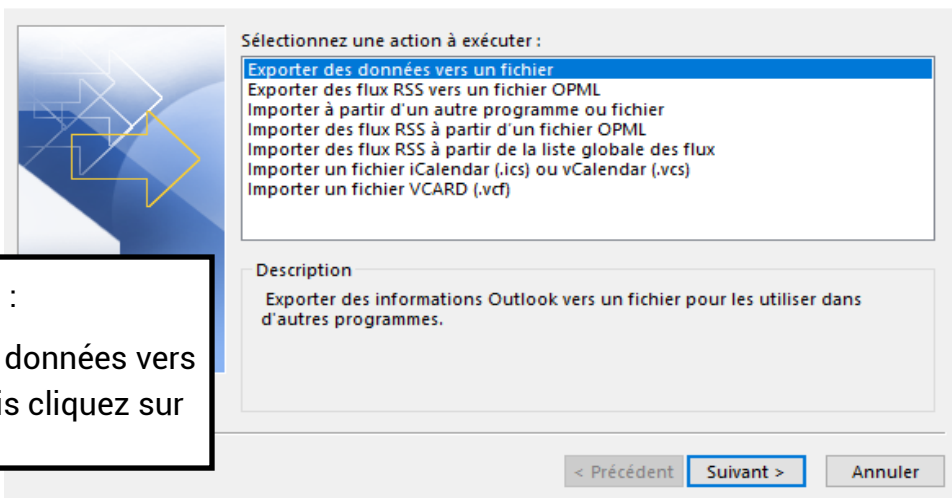 Sélectionnez une action à exécuter :
Exporter des données vers un fichier
Exporter des flux RSS vers un fichier OPML
Importer à partir d'un autre programme ou fichier
Importer des flux RSS à partir d'un fichier OPML
Importer des flux RSS à partir de la liste globale des flux
Importer un fichier iCalendar (.ics) ou vCalendar (.vcs)
Importer un fichier VCARD (.vcf)
Description
Exporter des informations Outlook vers un fichier pour les utiliser dans
d'autres programmes.
:
données vers
is cliquez sur
< Précédent
Suivant >
Annuler